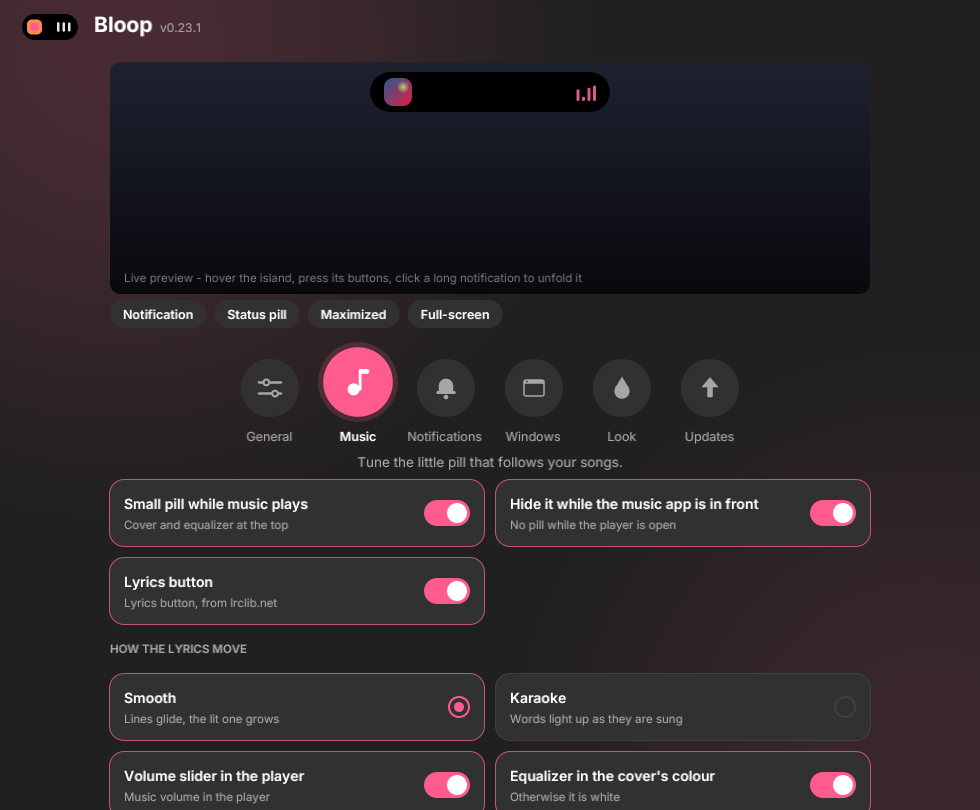 Bloop v0.23.1
Live preview - hover the island, press its buttons, click a long notification to unfold it
Notification Status pill Maximized Full-screen
General Music Notifications Windows Look Updates
Tune the little pill that follows your songs.
Small pill while music plays
Cover and equalizer at the top
Hide it while the music app is in front
No pill while the player is open
Lyrics button
Lyrics button, from lrclib.net
HOW THE LYRICS MOVE
Smooth
Lines glide, the lit one grows
Karaoke
Words light up as they are sung
Volume slider in the player
Music volume in the player
Equalizer in the cover's colour
Otherwise it is white